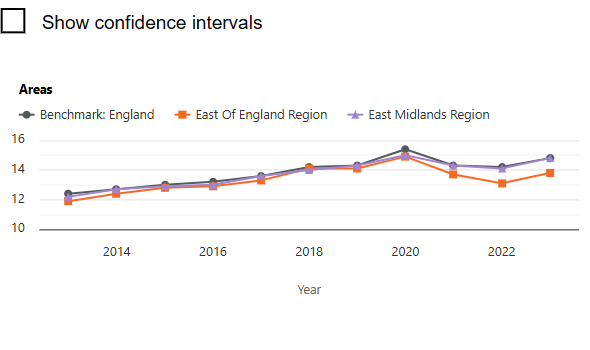 Show confidence intervals
Areas
Benchmark: England East Of England Region East Midlands Region
16
14
12
10
2014 2016 2018 2020 2022
Year